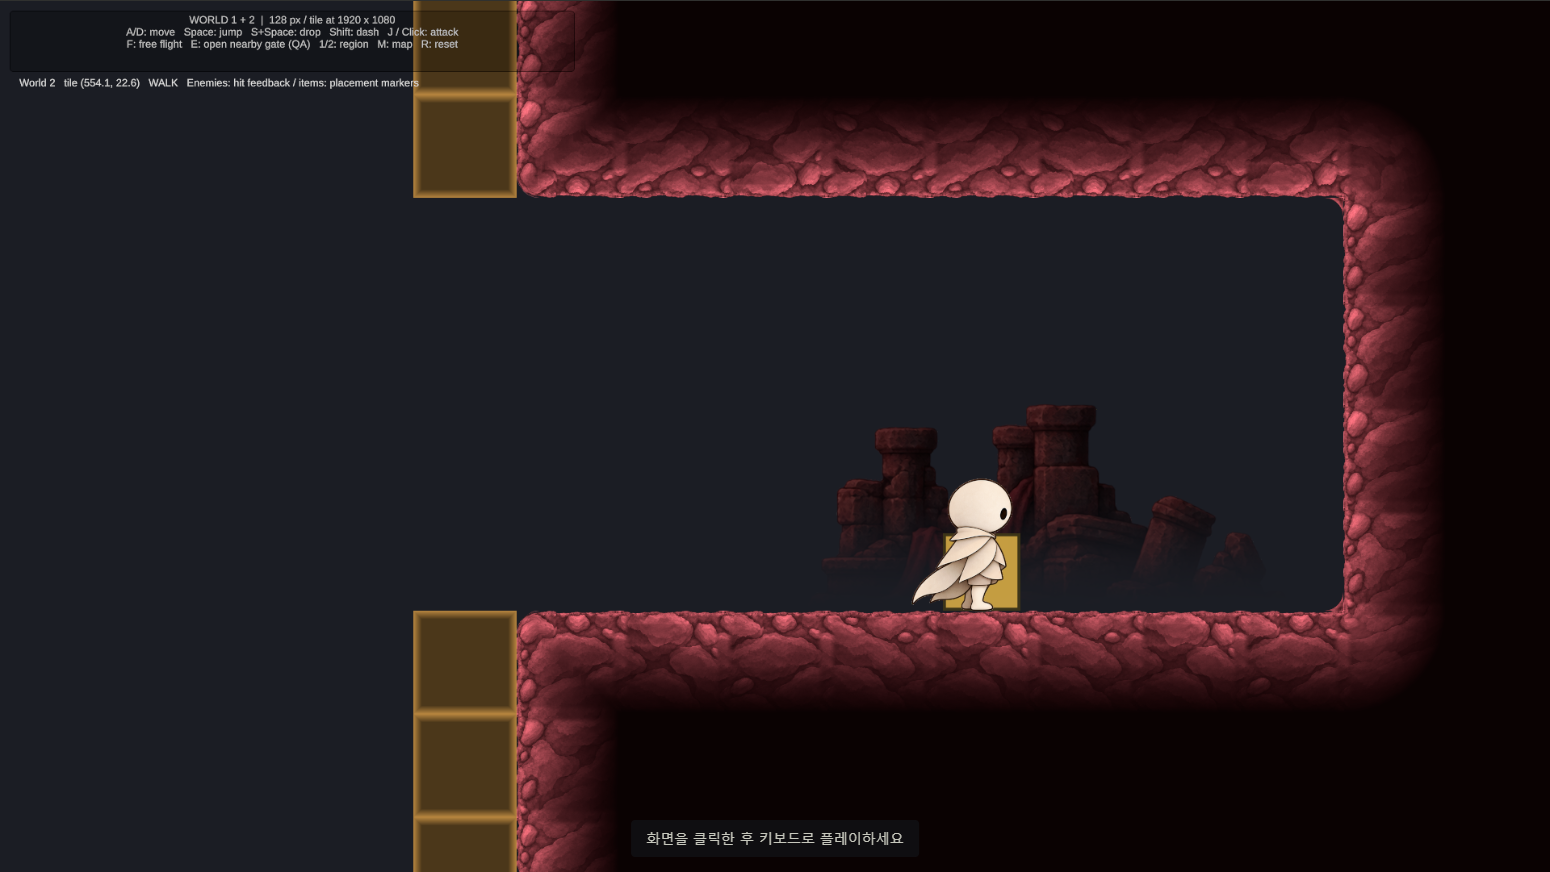 WORLD 1 + 2 | 128 px / tile at 1920 x 1080
A/D: move Space: jump S+Space: drop Shift: dash J / Click: attack
F: free flight E: open nearby gate (QA) 1/2: region M: map R: reset
World 2 tile (554.1, 22.6) WALK Enemies: hit feedback / items: placement markers
화면을 클릭한 후 키보드로 플레이하세요